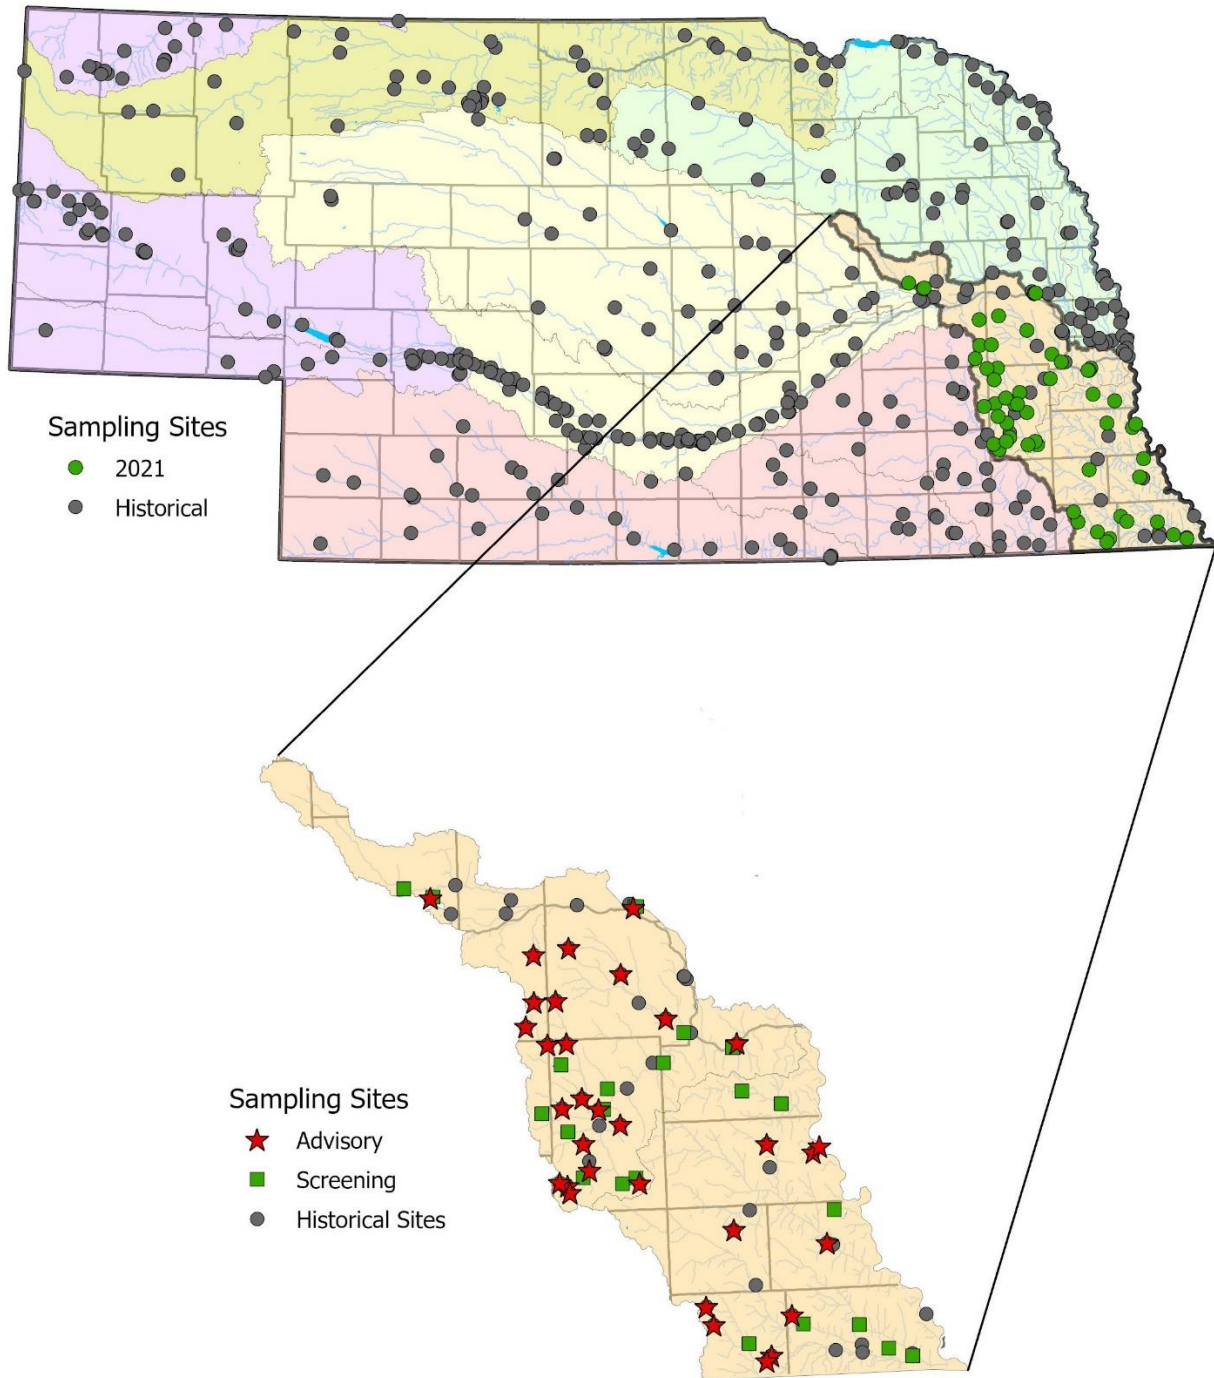 Sampling Sites
2021
Historical
Sampling Sites
Advisory
Screening
Historical Sites